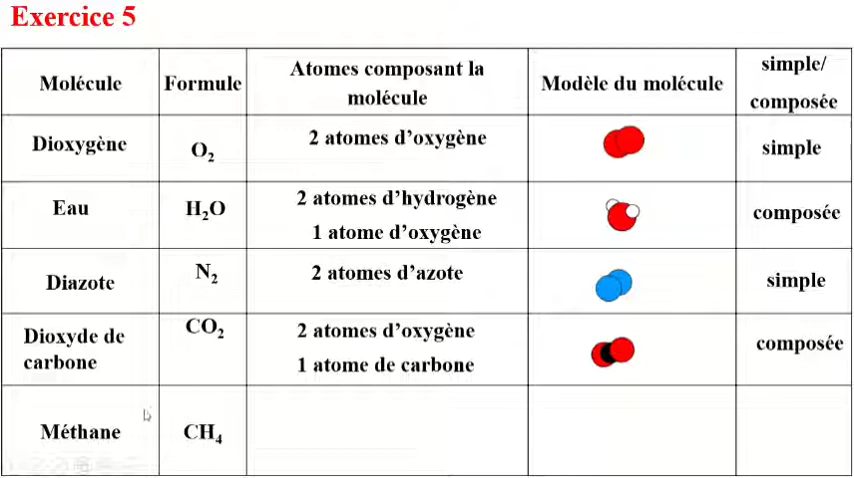 Exercice 5
Molécule
Formule
Atomes composant la
molécule
Modèle du molécule
simple/
composée
Dioxygène
O₂
2 atomes d’oxygène
simple
Eau
H₂O
2 atomes d’hydrogène
1 atome d’oxygène
composée
Diazote
N₂
2 atomes d’azote
simple
Dioxyde de
carbone
CO₂
2 atomes d’oxygène
1 atome de carbone
composée
Méthane
CH₄